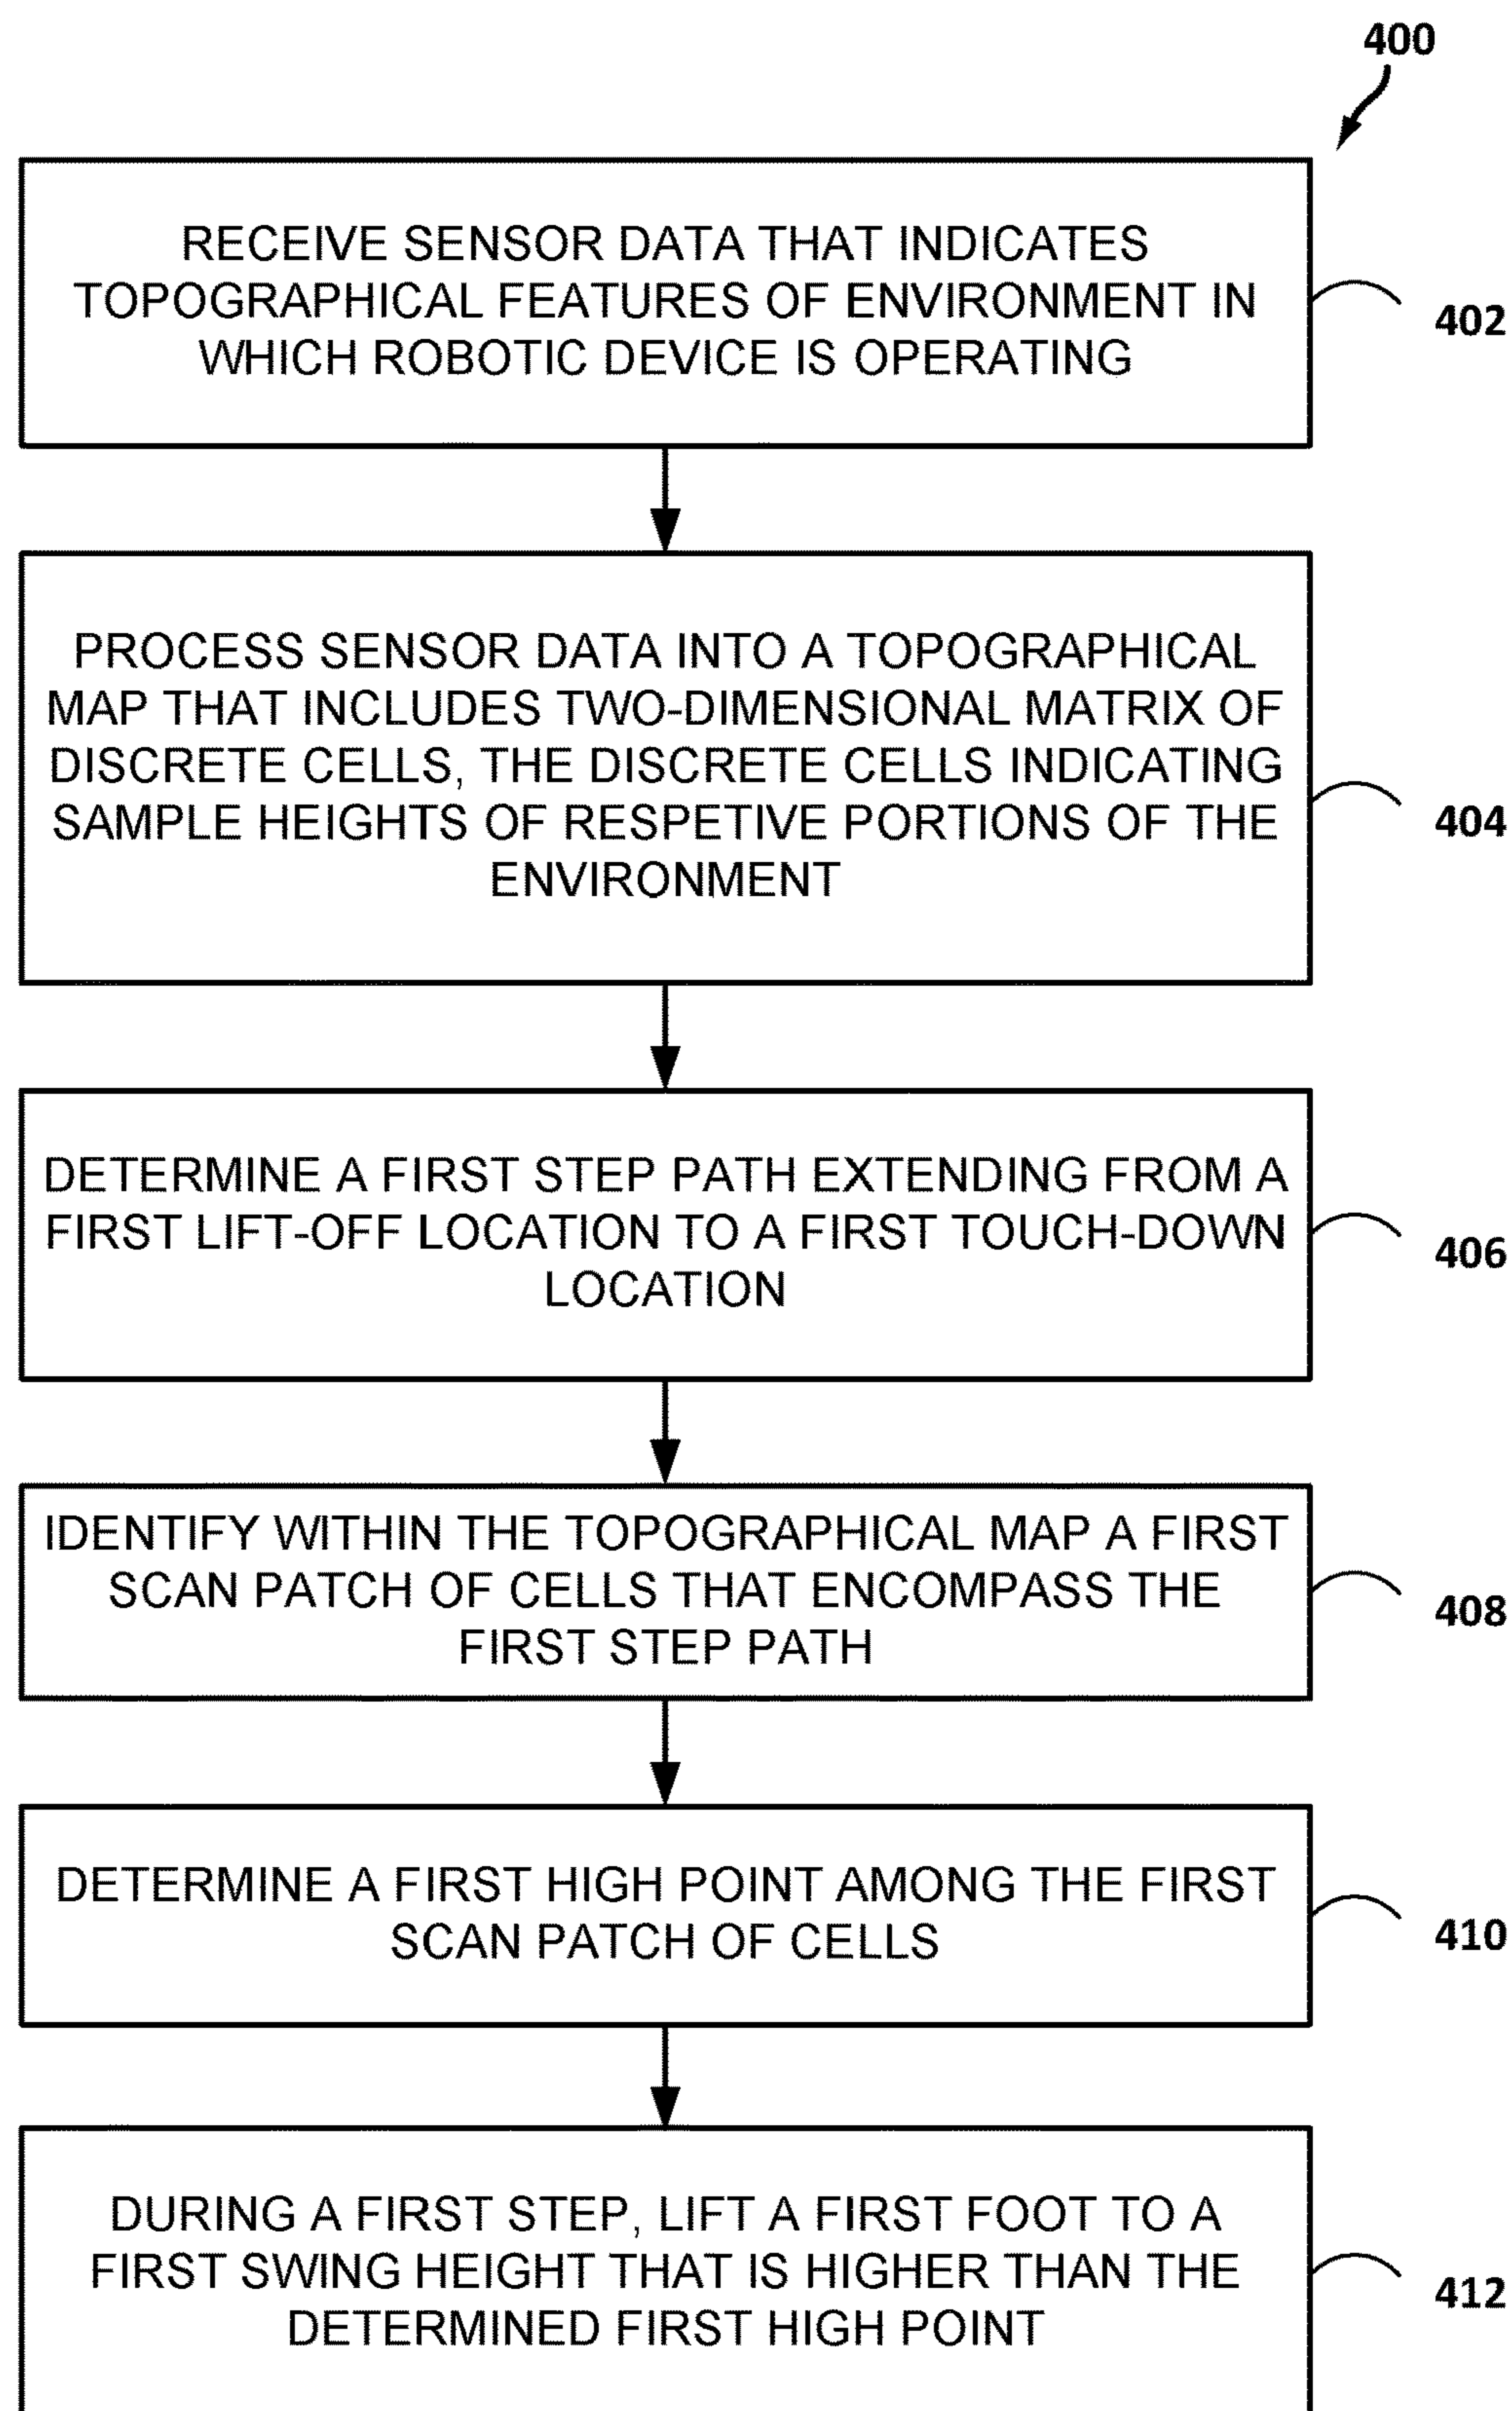 400
RECEIVE SENSOR DATA THAT INDICATES
TOPOGRAPHICAL FEATURES OF ENVIRONMENT IN
WHICH ROBOTIC DEVICE IS OPERATING
402
PROCESS SENSOR DATA INTO A TOPOGRAPHICAL
MAP THAT INCLUDES TWO-DIMENSIONAL MATRIX OF
DISCRETE CELLS, THE DISCRETE CELLS INDICATING
SAMPLE HEIGHTS OF RESPETIVE PORTIONS OF THE
ENVIRONMENT
404
DETERMINE A FIRST STEP PATH EXTENDING FROM A
FIRST LIFT-OFF LOCATION TO A FIRST TOUCH-DOWN
LOCATION
406
IDENTIFY WITHIN THE TOPOGRAPHICAL MAP A FIRST
SCAN PATCH OF CELLS THAT ENCOMPASS THE
FIRST STEP PATH
408
DETERMINE A FIRST HIGH POINT AMONG THE FIRST
SCAN PATCH OF CELLS
410
DURING A FIRST STEP, LIFT A FIRST FOOT TO A
FIRST SWING HEIGHT THAT IS HIGHER THAN THE
DETERMINED FIRST HIGH POINT
412